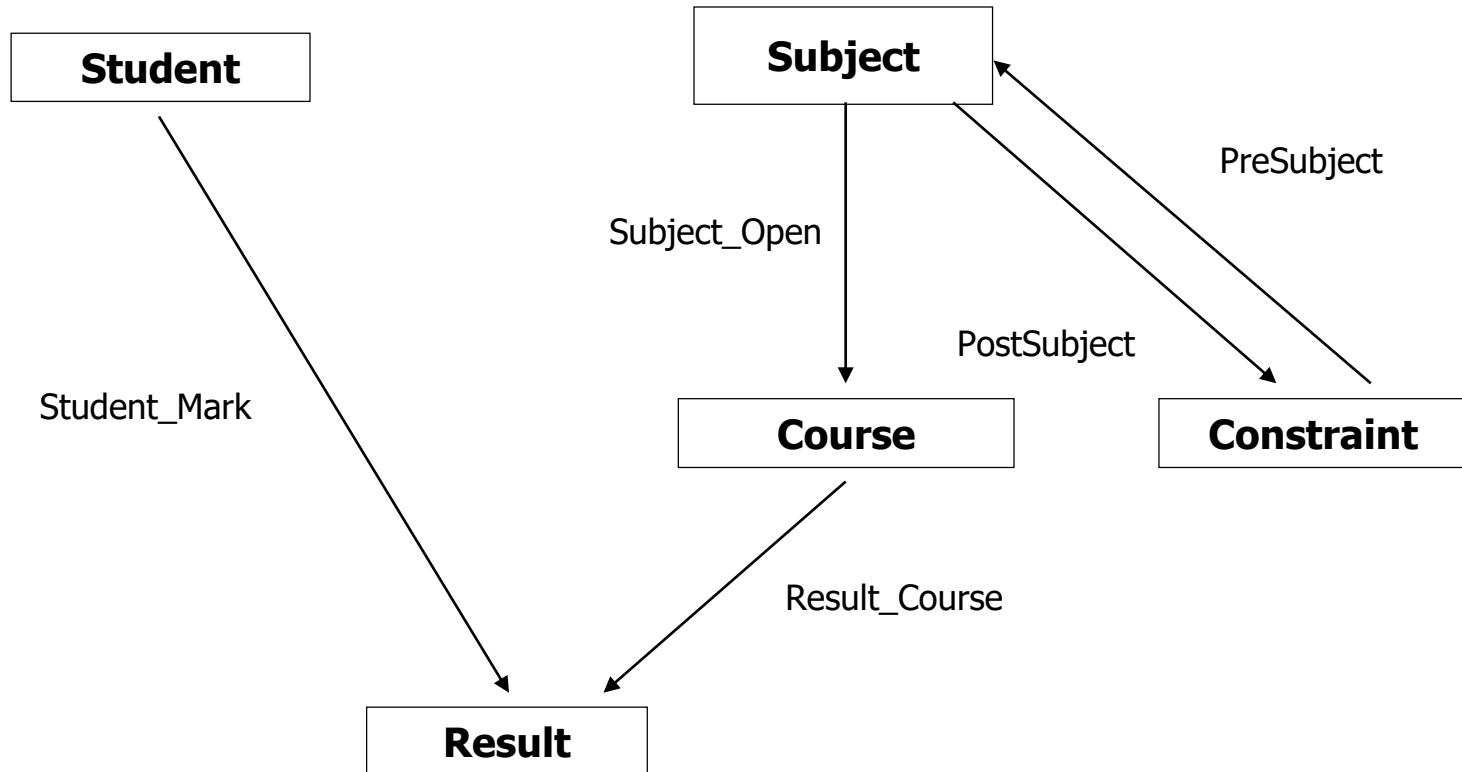 Student
Subject
PreSubject
Subject_Open
PostSubject
Student_Mark
Course
Constraint
Result_Course
Result